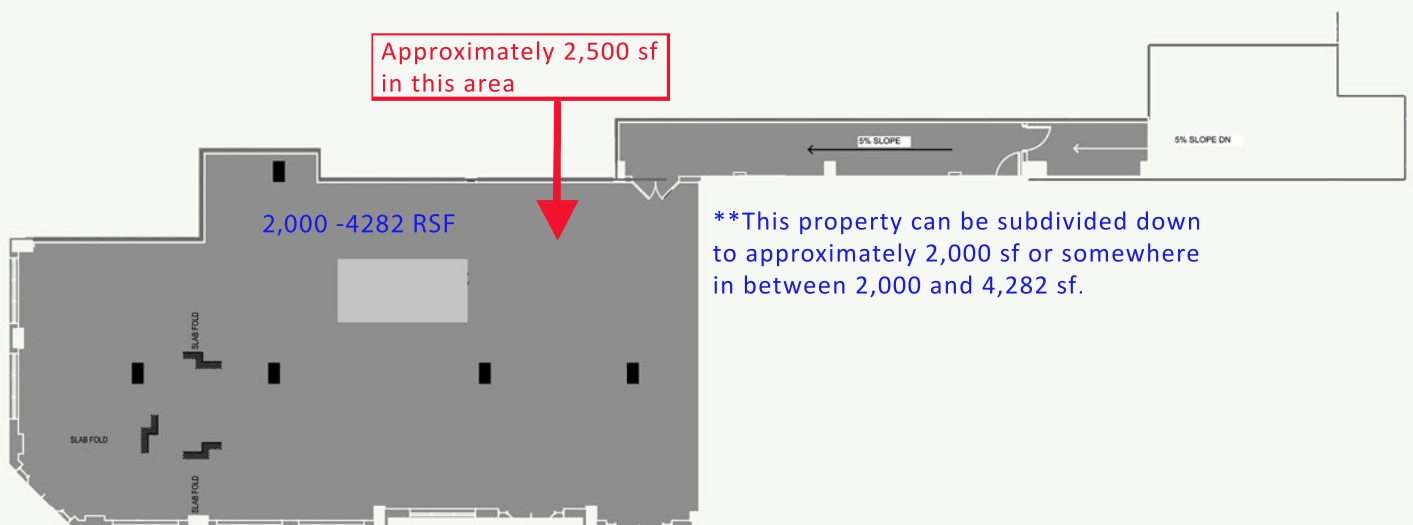 Approximately 2,500 sf
in this area
5% SLOPE
5% SLOPE DN
2,000 -4282 RSF
**This property can be subdivided down
to approximately 2,000 sf or somewhere
in between 2,000 and 4,282 sf.
SLAB FOLD
SLAB FOLD
SLAB FOLD